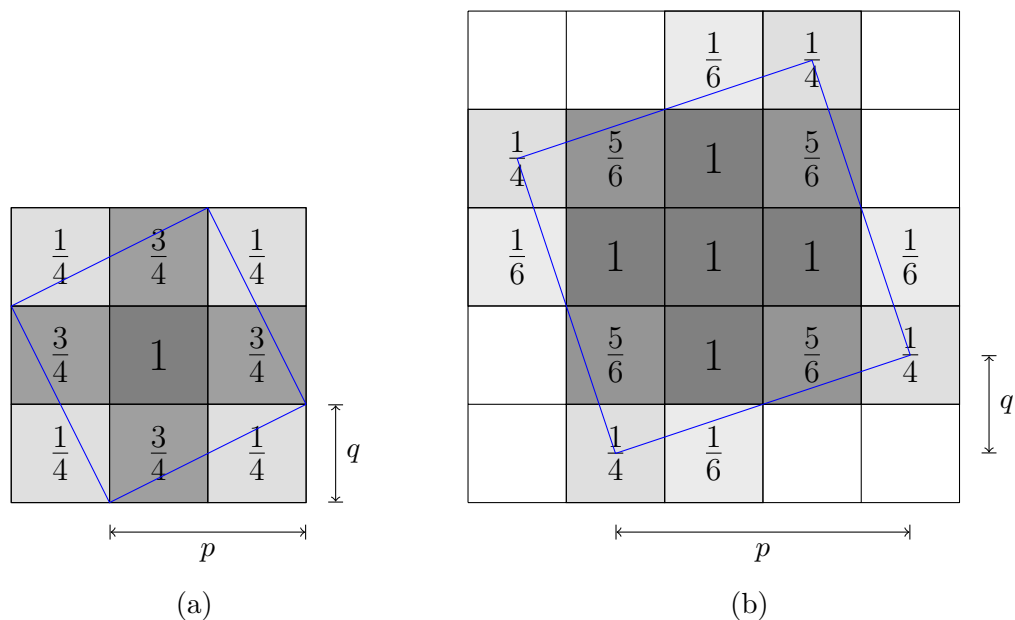 1/4 3/4 1/4
3/4 1 3/4
1/4 3/4 1/4
q
p
(a)
1/6 1/4
1/4 5/6 1 5/6
1/6 1 1 1 1/6
5/6 1 5/6 1/4
1/4 1/6
q
p
(b)